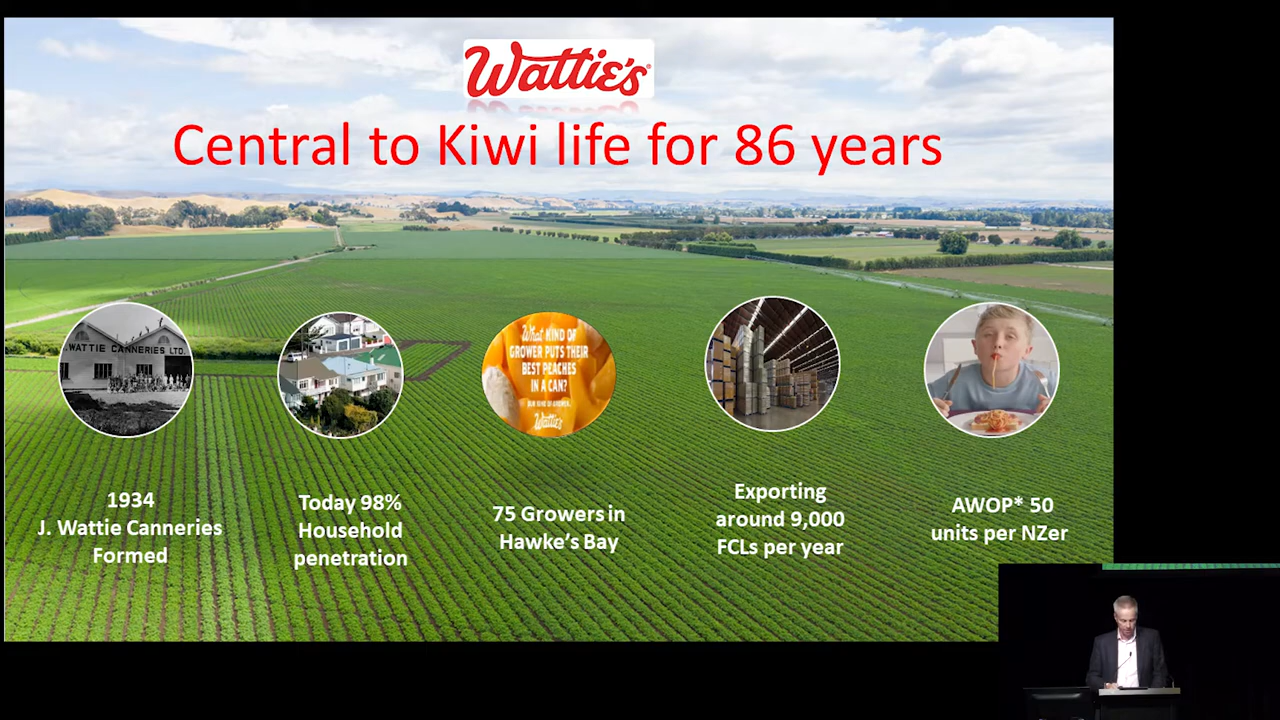 Wattie's
Central to Kiwi life for 86 years
WATTIE CANNERIES LTD.
What KIND OF
GROWER PUTS THEIR
BEST PEACHES
IN A CAN?
OUR KIND OF GROWER.
Wattie's
1934
J. Wattie Canneries
Formed
Today 98%
Household
penetration
75 Growers in
Hawke's Bay
Exporting
around 9,000
FCLs per year
AWOP* 50
units per NZer